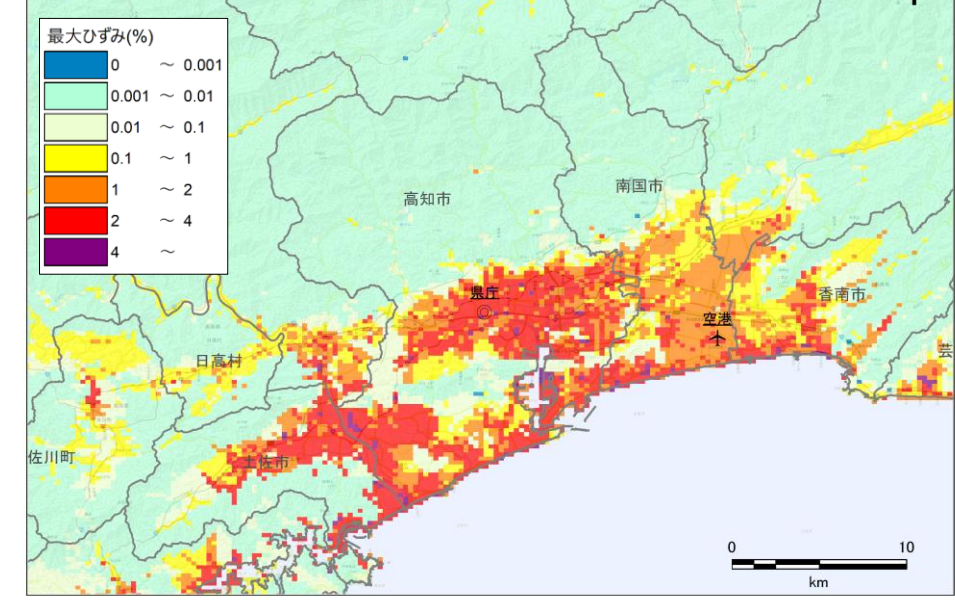 最大ひずみ(%)
0 ～ 0.001
0.001 ～ 0.01
0.01 ～ 0.1
0.1 ～ 1
1 ～ 2
2 ～ 4
4 ～
高知市
南国市
県庁
香南市
空港
日高村
芸
佐川町
土佐市
0 10
km